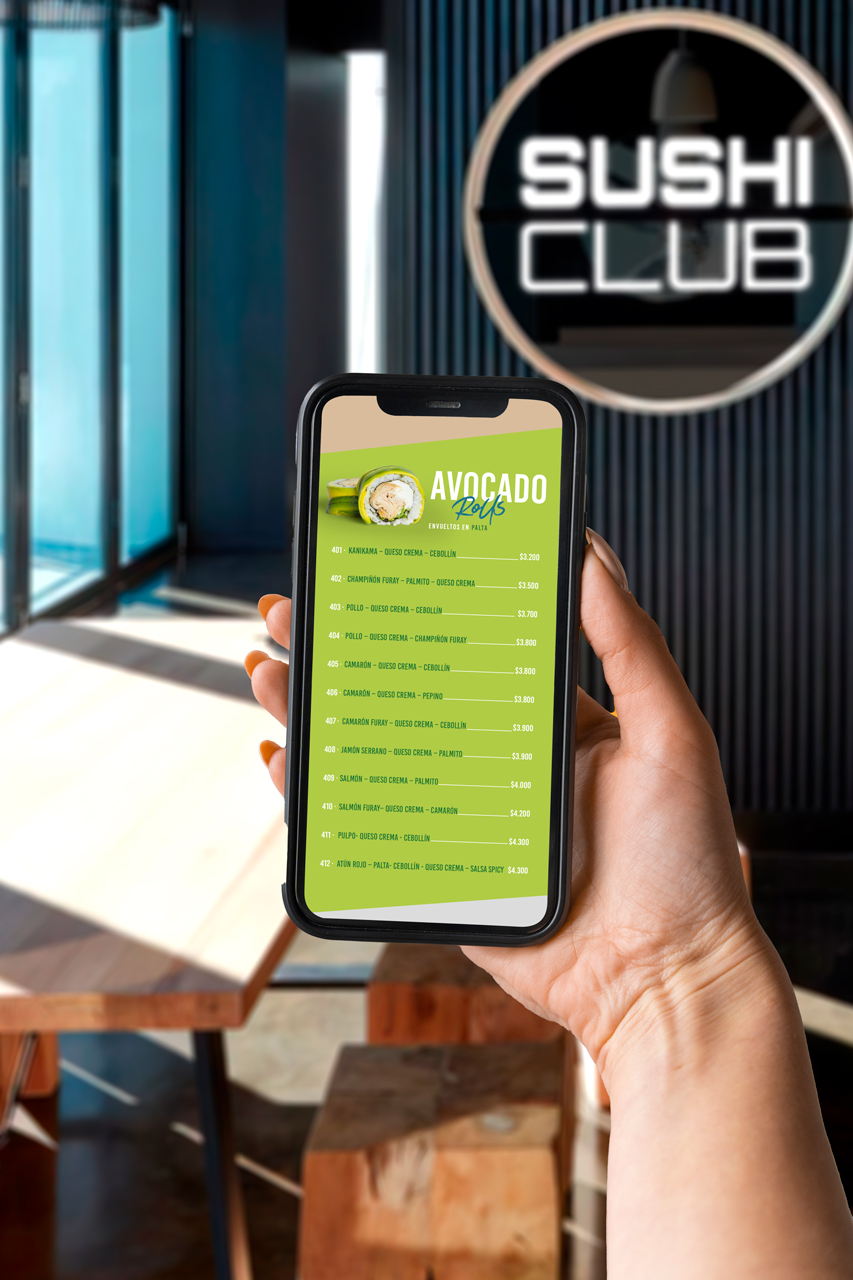 SUSHI
CLUB
AVOCADO
Rolls
ENVUELTOS EN PALTA
401 - KANIKAMA – QUESO CREMA – CEBOLLÍN $3.200
402 - CHAMPIÑÓN FURAY – PALMITO – QUESO CREMA $3.500
403 - POLLO – QUESO CREMA – CEBOLLÍN $3.700
404 - POLLO – QUESO CREMA – CHAMPIÑÓN FURAY $3.800
405 - CAMARÓN – QUESO CREMA – CEBOLLÍN $3.800
406 - CAMARÓN – QUESO CREMA – PEPINO $3.800
407 - CAMARÓN FURAY – QUESO CREMA – CEBOLLÍN $3.900
408 - JAMÓN SERRANO – QUESO CREMA – PALMITO $3.900
409 - SALMÓN – QUESO CREMA – PALMITO $4.000
410 - SALMÓN FURAY– QUESO CREMA – CAMARÓN $4.200
411 - PULPO- QUESO CREMA - CEBOLLÍN $4.300
412 - ATÚN ROJO – PALTA- CEBOLLÍN - QUESO CREMA – SALSA SPICY $4.300